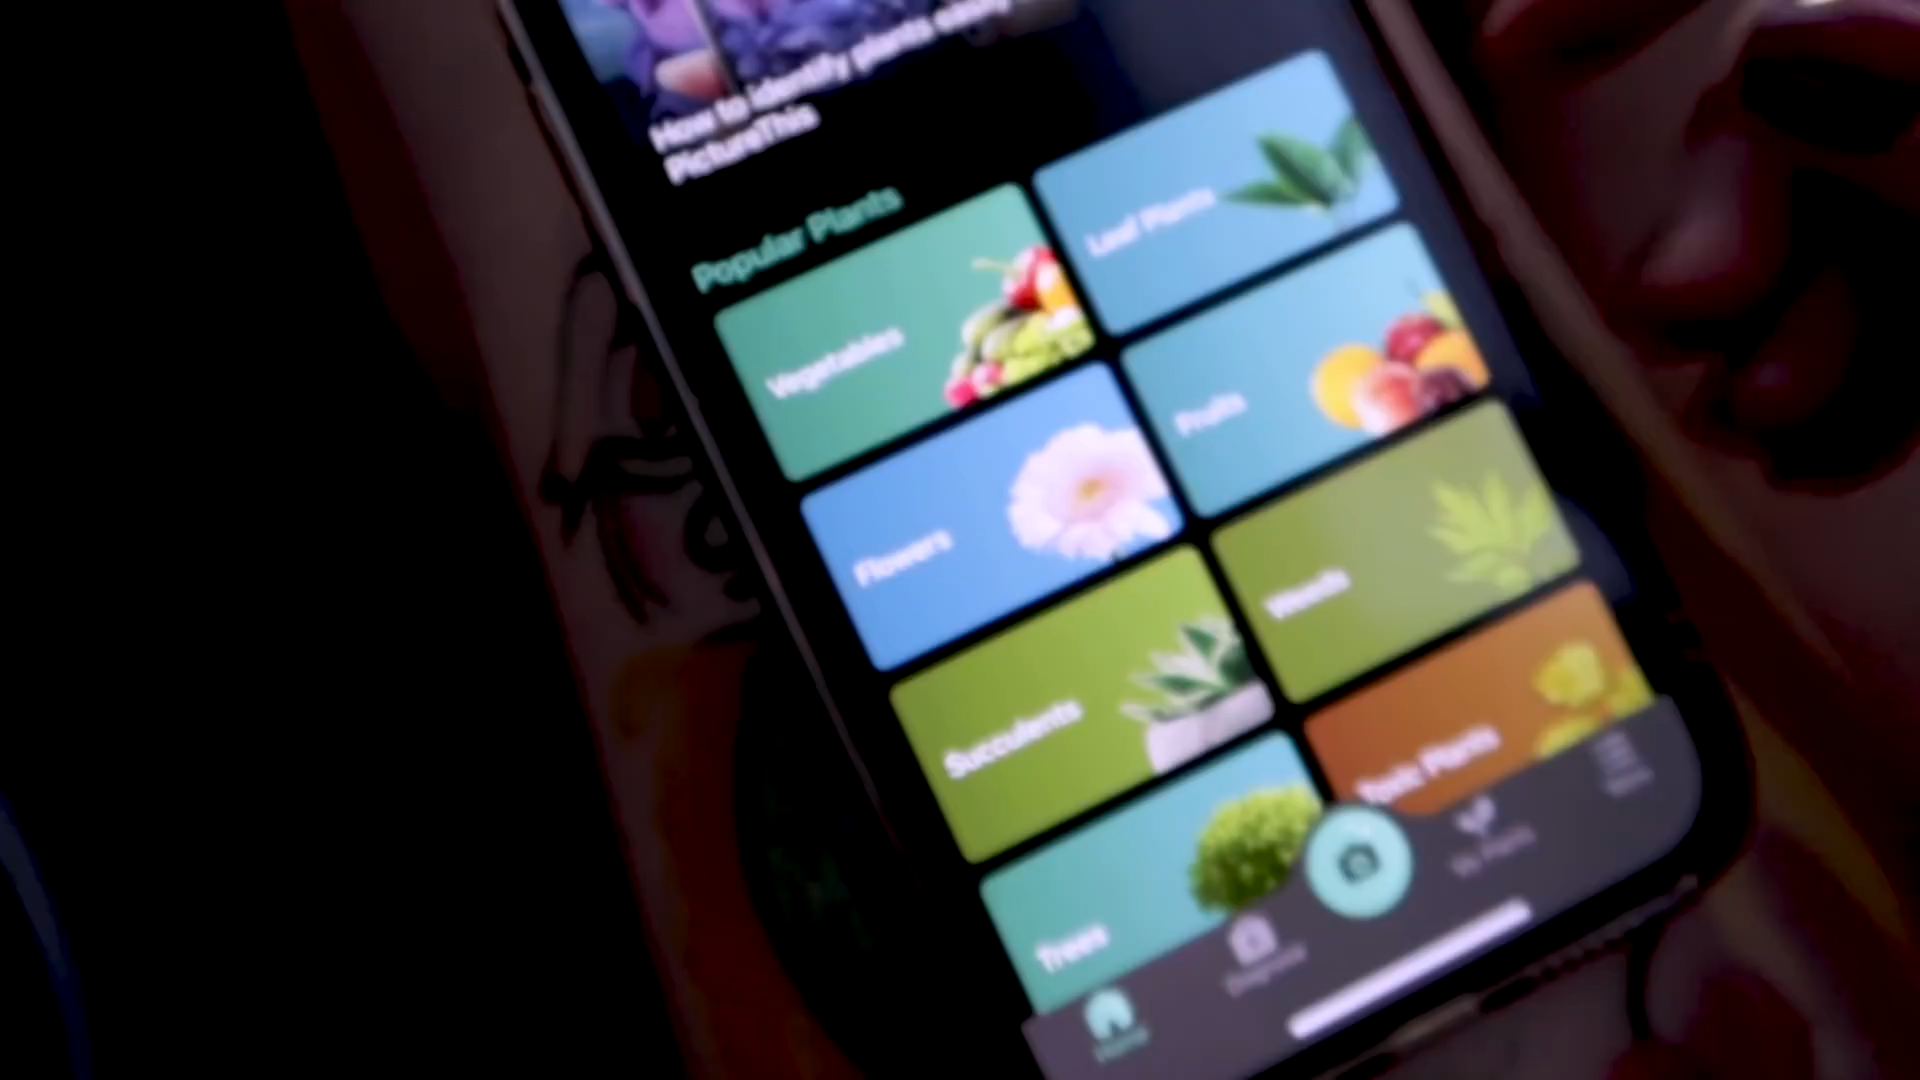 How to identify plants easily
PictureThis
Popular Plants
Vegetables
Leaf Plants
Flowers
Fruits
Succulents
Weeds
Trees
Toxic Plants
Home
Diagnose
My Plants